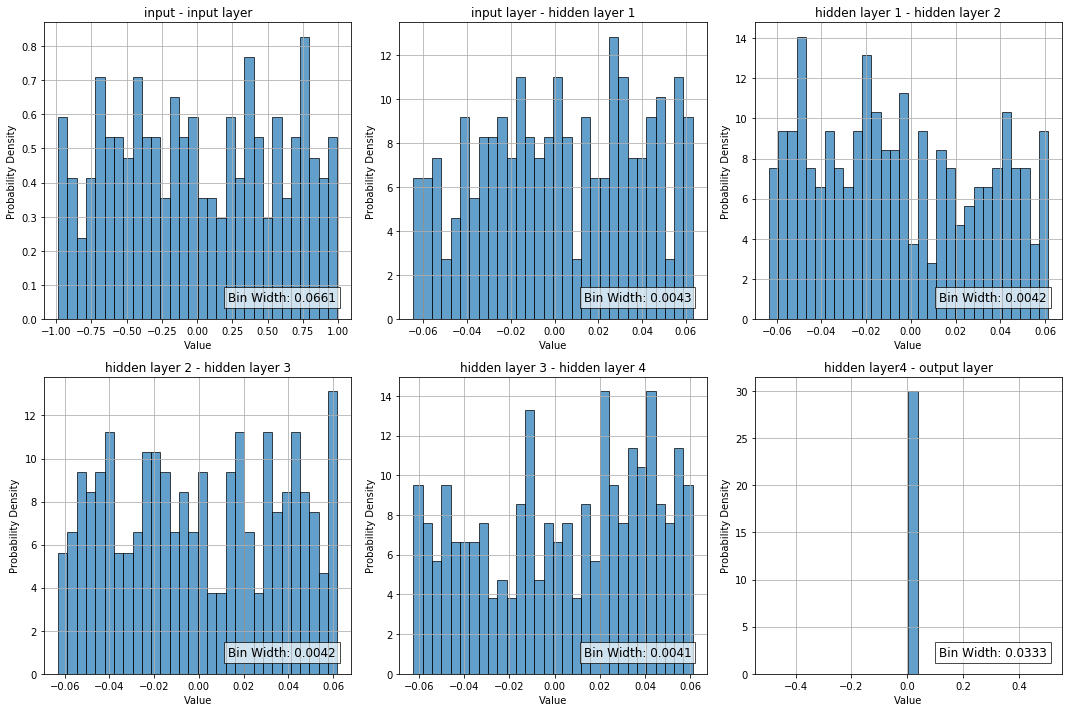 input - input layer
Probability Density
0.8
0.7
0.6
0.5
0.4
0.3
0.2
0.1
0.0
Bin Width: 0.0661
−1.00 −0.75 −0.50 −0.25 0.00 0.25 0.50 0.75 1.00
Value
input layer - hidden layer 1
Probability Density
12
10
8
6
4
2
0
Bin Width: 0.0043
−0.06 −0.04 −0.02 0.00 0.02 0.04 0.06
Value
hidden layer 1 - hidden layer 2
Probability Density
14
12
10
8
6
4
2
0
Bin Width: 0.0042
−0.06 −0.04 −0.02 0.00 0.02 0.04 0.06
Value
hidden layer 2 - hidden layer 3
Probability Density
12
10
8
6
4
2
0
Bin Width: 0.0042
−0.06 −0.04 −0.02 0.00 0.02 0.04 0.06
Value
hidden layer 3 - hidden layer 4
Probability Density
14
12
10
8
6
4
2
0
Bin Width: 0.0041
−0.06 −0.04 −0.02 0.00 0.02 0.04 0.06
Value
hidden layer4 - output layer
Probability Density
30
25
20
15
10
5
0
Bin Width: 0.0333
−0.4 −0.2 0.0 0.2 0.4
Value